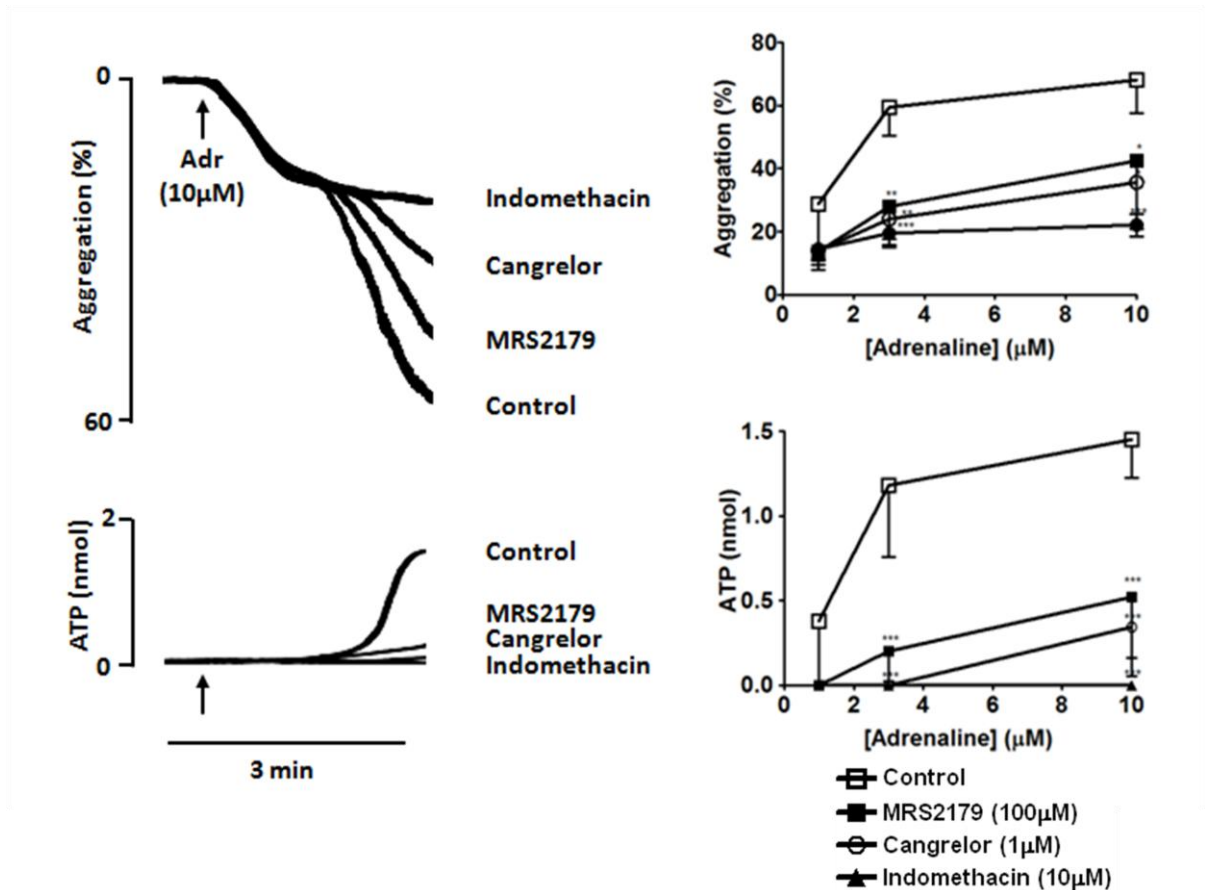 Aggregation (%)
0
60
Adr
(10μM)
Indomethacin
Cangrelor
MRS2179
Control
ATP (nmol)
2
0
Control
MRS2179
Cangrelor
Indomethacin
3 min
Aggregation (%)
80
60
40
20
0
*
**
**
***
***
0 2 4 6 8 10
[Adrenaline] (μM)
ATP (nmol)
1.5
1.0
0.5
0.0
***
***
***
***
***
0 2 4 6 8 10
[Adrenaline] (μM)
Control
MRS2179 (100μM)
Cangrelor (1μM)
Indomethacin (10μM)